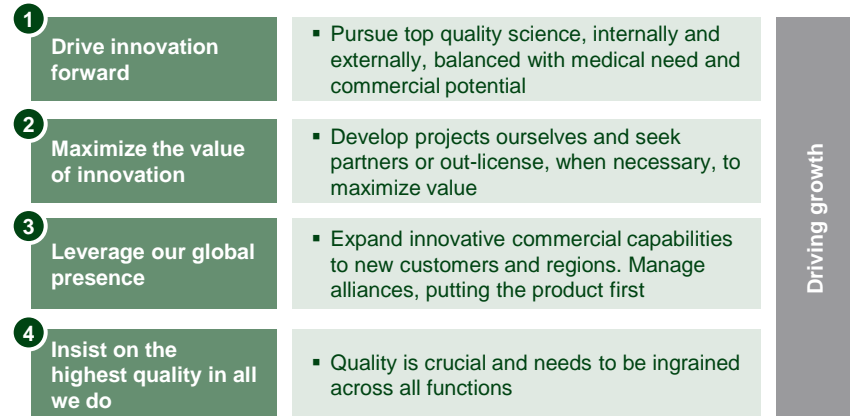 1
Drive innovation
forward
▪ Pursue top quality science, internally and
externally, balanced with medical need and
commercial potential
2
Maximize the value
of innovation
▪ Develop projects ourselves and seek
partners or out-license, when necessary, to
maximize value
3
Leverage our global
presence
▪ Expand innovative commercial capabilities
to new customers and regions. Manage
alliances, putting the product first
4
Insist on the
highest quality in all
we do
▪ Quality is crucial and needs to be ingrained
across all functions
Driving growth